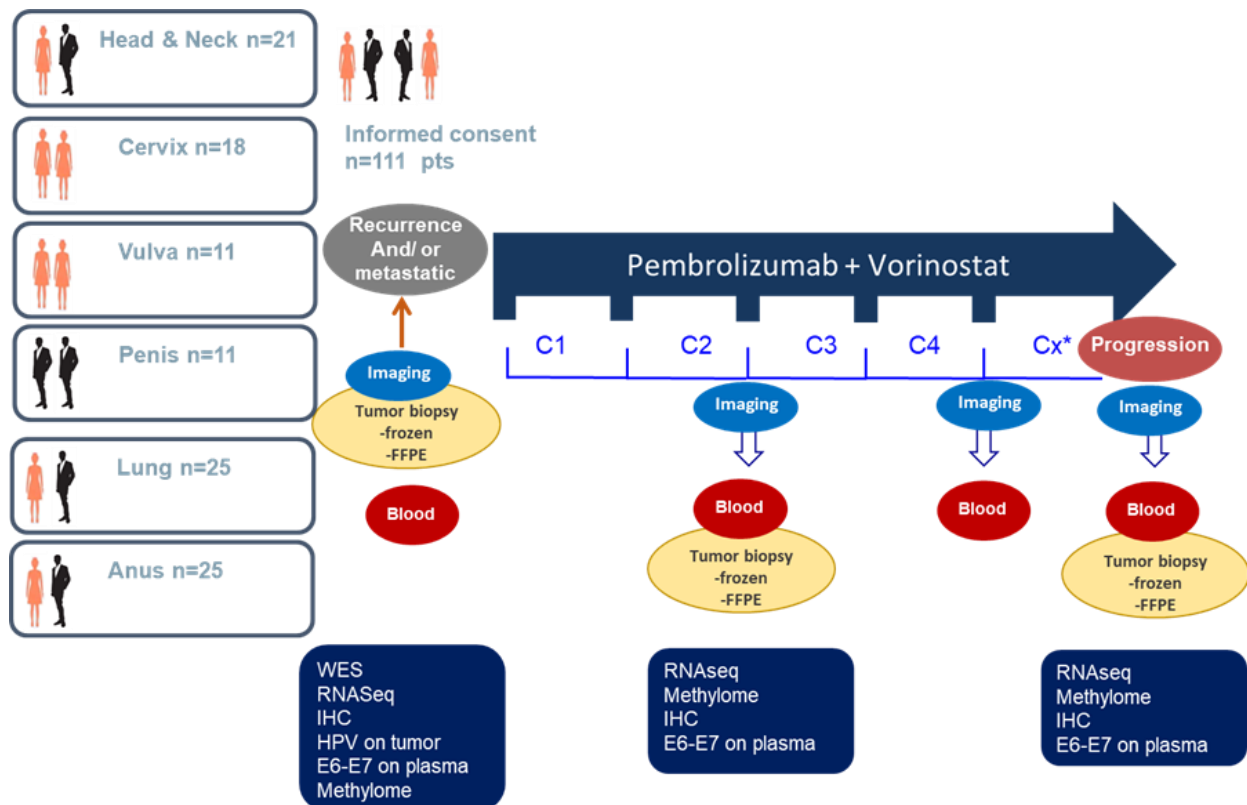 Head & Neck n=21
Cervix n=18
Vulva n=11
Penis n=11
Lung n=25
Anus n=25
Informed consent
n=111 pts
Recurrence
And/ or
metastatic
Imaging
Tumor biopsy
-frozen
-FFPE
Blood
WES
RNASeq
IHC
HPV on tumor
E6-E7 on plasma
Methylome
Pembrolizumab + Vorinostat
C1
C2
C3
C4
Cx*
Progression
Imaging
Blood
Tumor biopsy
-frozen
-FFPE
RNAseq
Methylome
IHC
E6-E7 on plasma
Imaging
Blood
Imaging
Blood
Tumor biopsy
-frozen
-FFPE
RNAseq
Methylome
IHC
E6-E7 on plasma